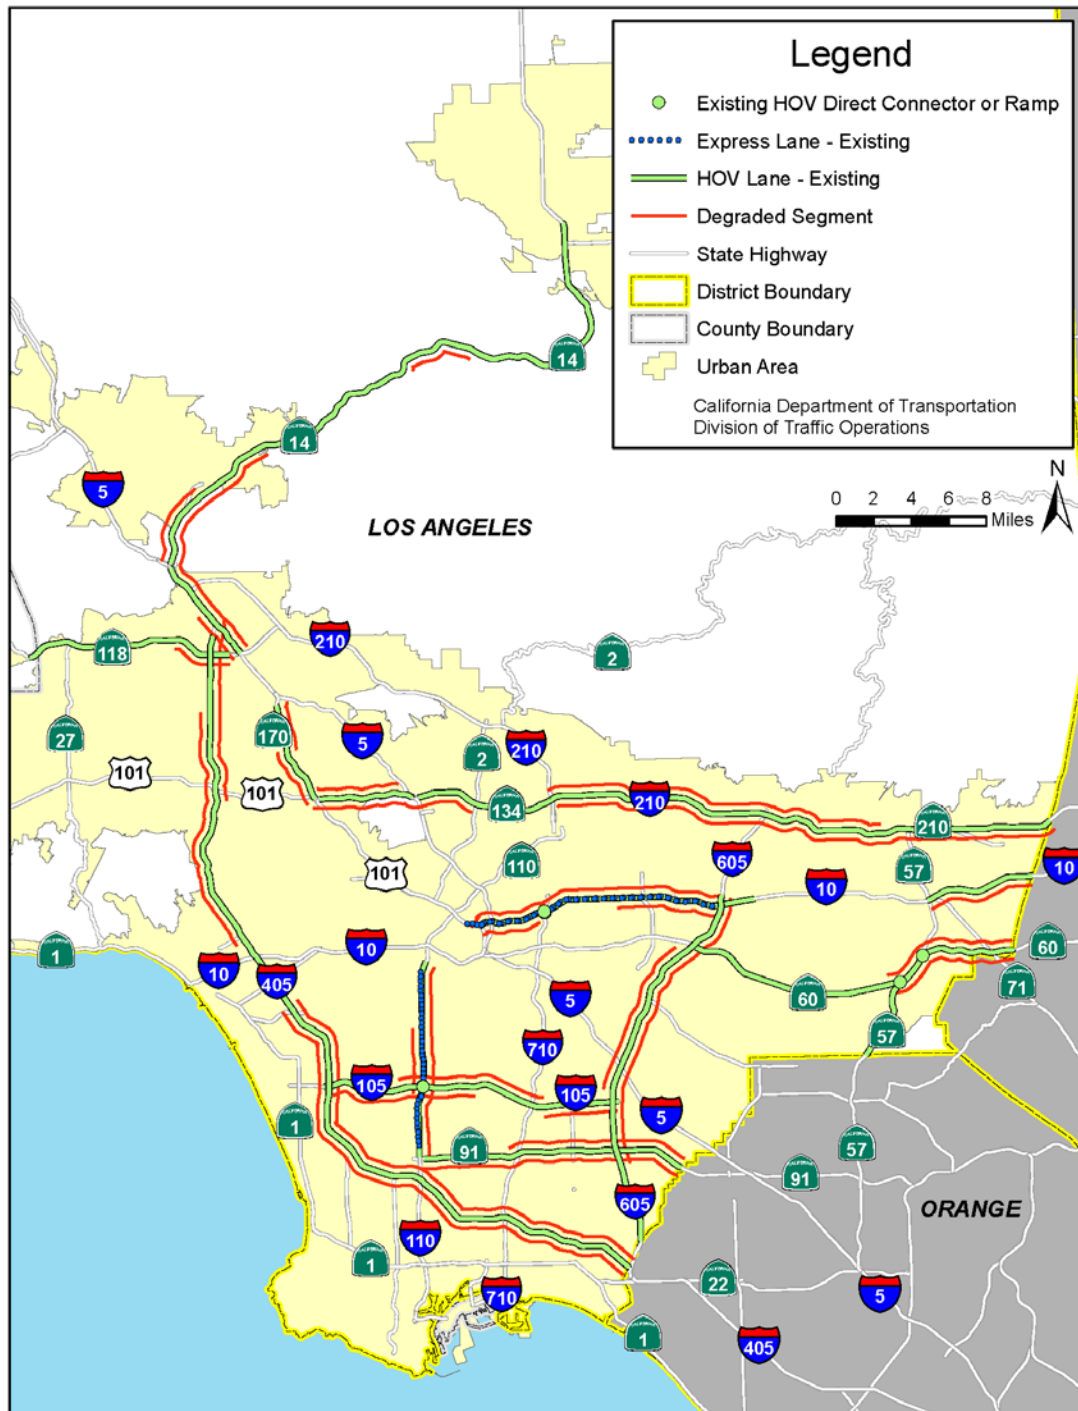 Legend
Existing HOV Direct Connector or Ramp
Express Lane - Existing
HOV Lane - Existing
Degraded Segment
State Highway
District Boundary
County Boundary
Urban Area
California Department of Transportation
Division of Traffic Operations
14
14
5
N
0 2 4 6 8
Miles
LOS ANGELES
118
210
2
27
170
5
2
210
101
101
134
210
210
110
605
57
10
101
10
1
10
10
405
60
60
71
5
57
710
105
105
5
1
91
57
91
605
ORANGE
110
1
22
710
5
1
405